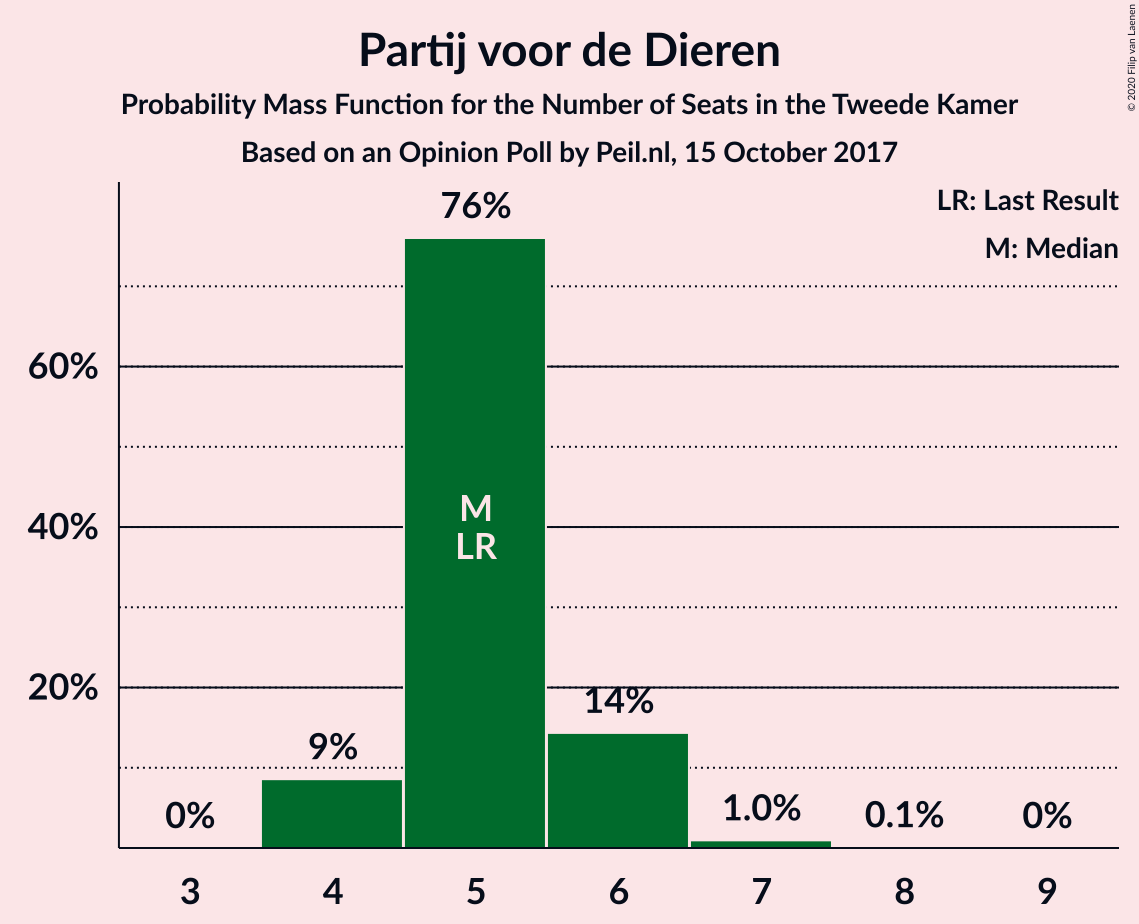 Partij voor de Dieren
Probability Mass Function for the Number of Seats in the Tweede Kamer
Based on an Opinion Poll by Peil.nl, 15 October 2017
© 2020 Filip van Laenen
LR: Last Result
M: Median
76%
60%
40%
20%
M
LR
0%
9%
14%
1.0%
0.1%
0%
3 4 5 6 7 8 9